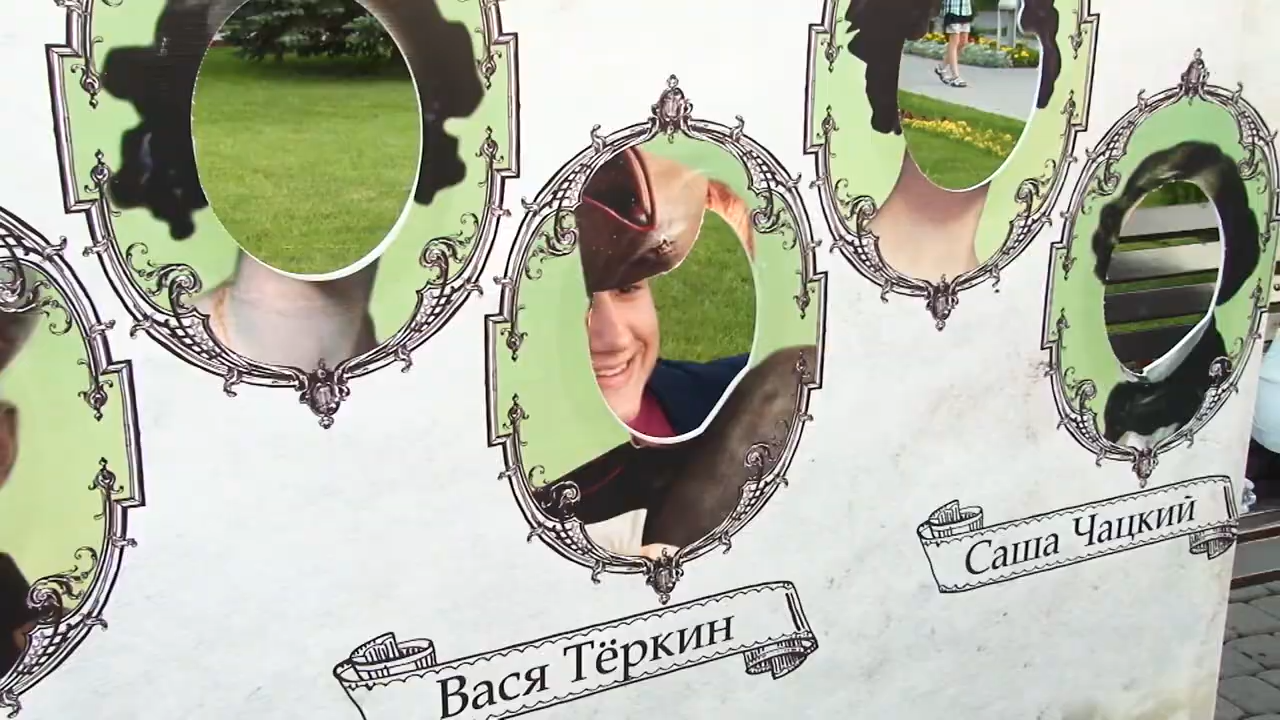 Вася Тёркин
Саша Чацкий